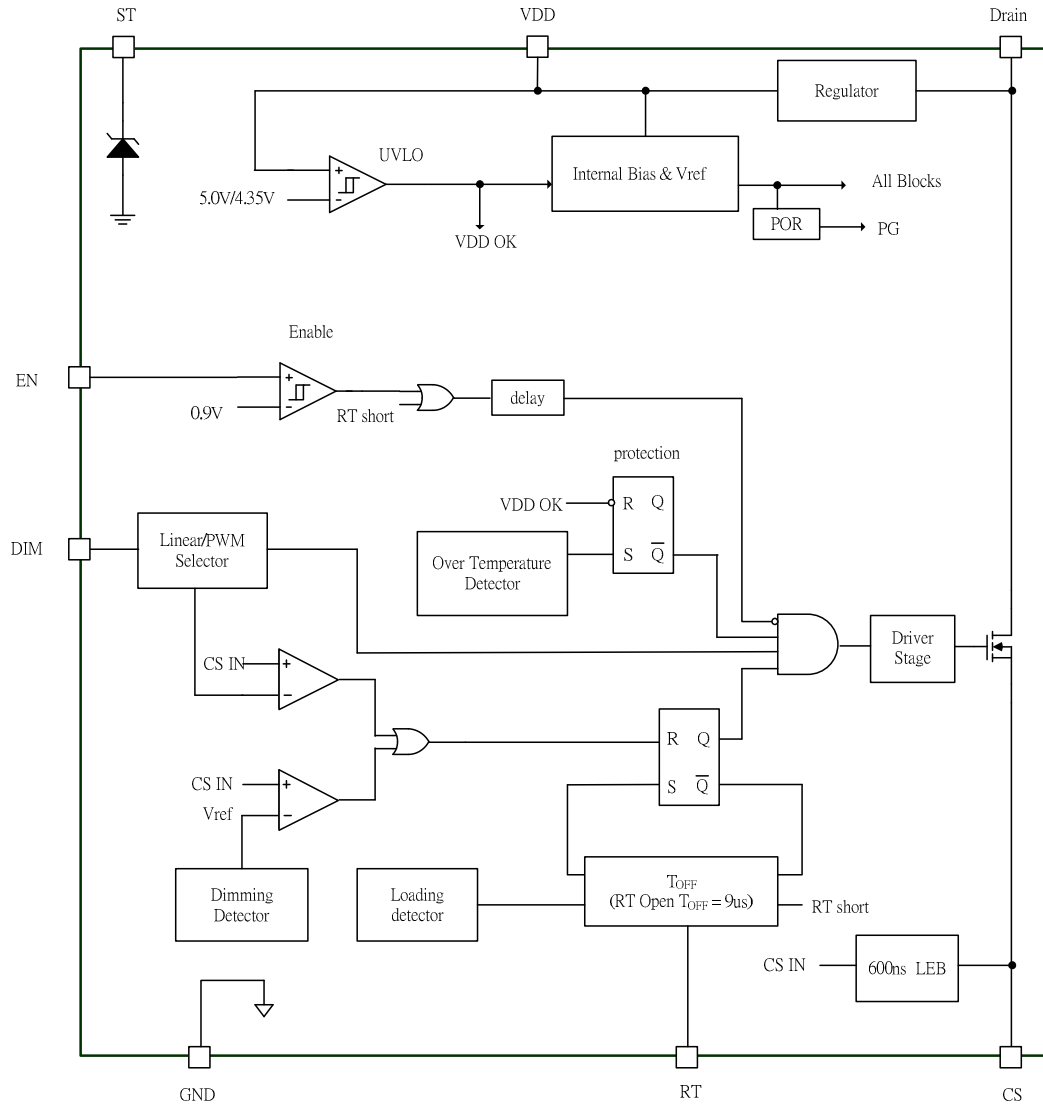 ST
VDD
Drain
Regulator
UVLO
+
-
5.0V/4.35V
Internal Bias & Vref
All Blocks
POR
PG
VDD OK
Enable
EN
+
-
0.9V
RT short
delay
protection
VDD OK
R Q
S Q
Over Temperature
Detector
DIM
Linear/PWM
Selector
CS IN
+
-
Driver
Stage
R Q
S Q
CS IN
+
Vref
-
Dimming
Detector
Loading
detector
TOFF
(RT Open TOFF = 9us)
RT short
CS IN
600ns LEB
GND
RT
CS